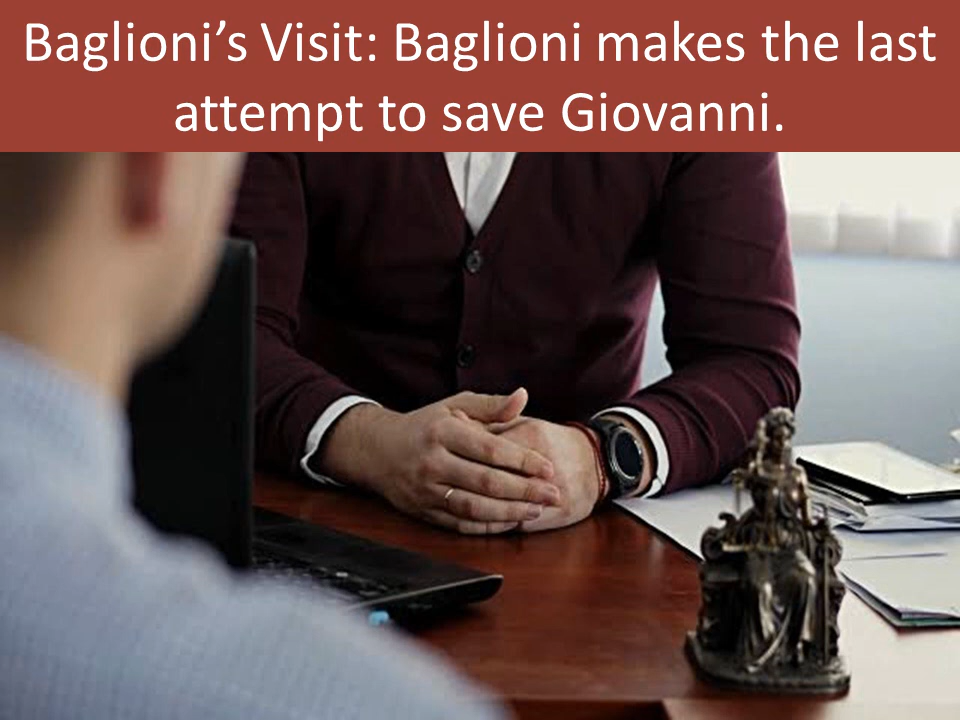 Baglioni’s Visit: Baglioni makes the last
attempt to save Giovanni.